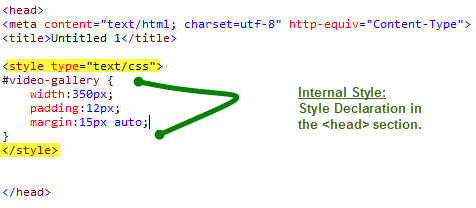 <head>
<meta content="text/html; charset=utf-8" http-equiv="Content-Type">
<title>Untitled 1</title>
<style type="text/css">
#video-gallery {
    width:350px;
    padding:12px;
    margin:15px auto;
}
</style>
</head>
Internal Style:
Style Declaration in
the <head> section.